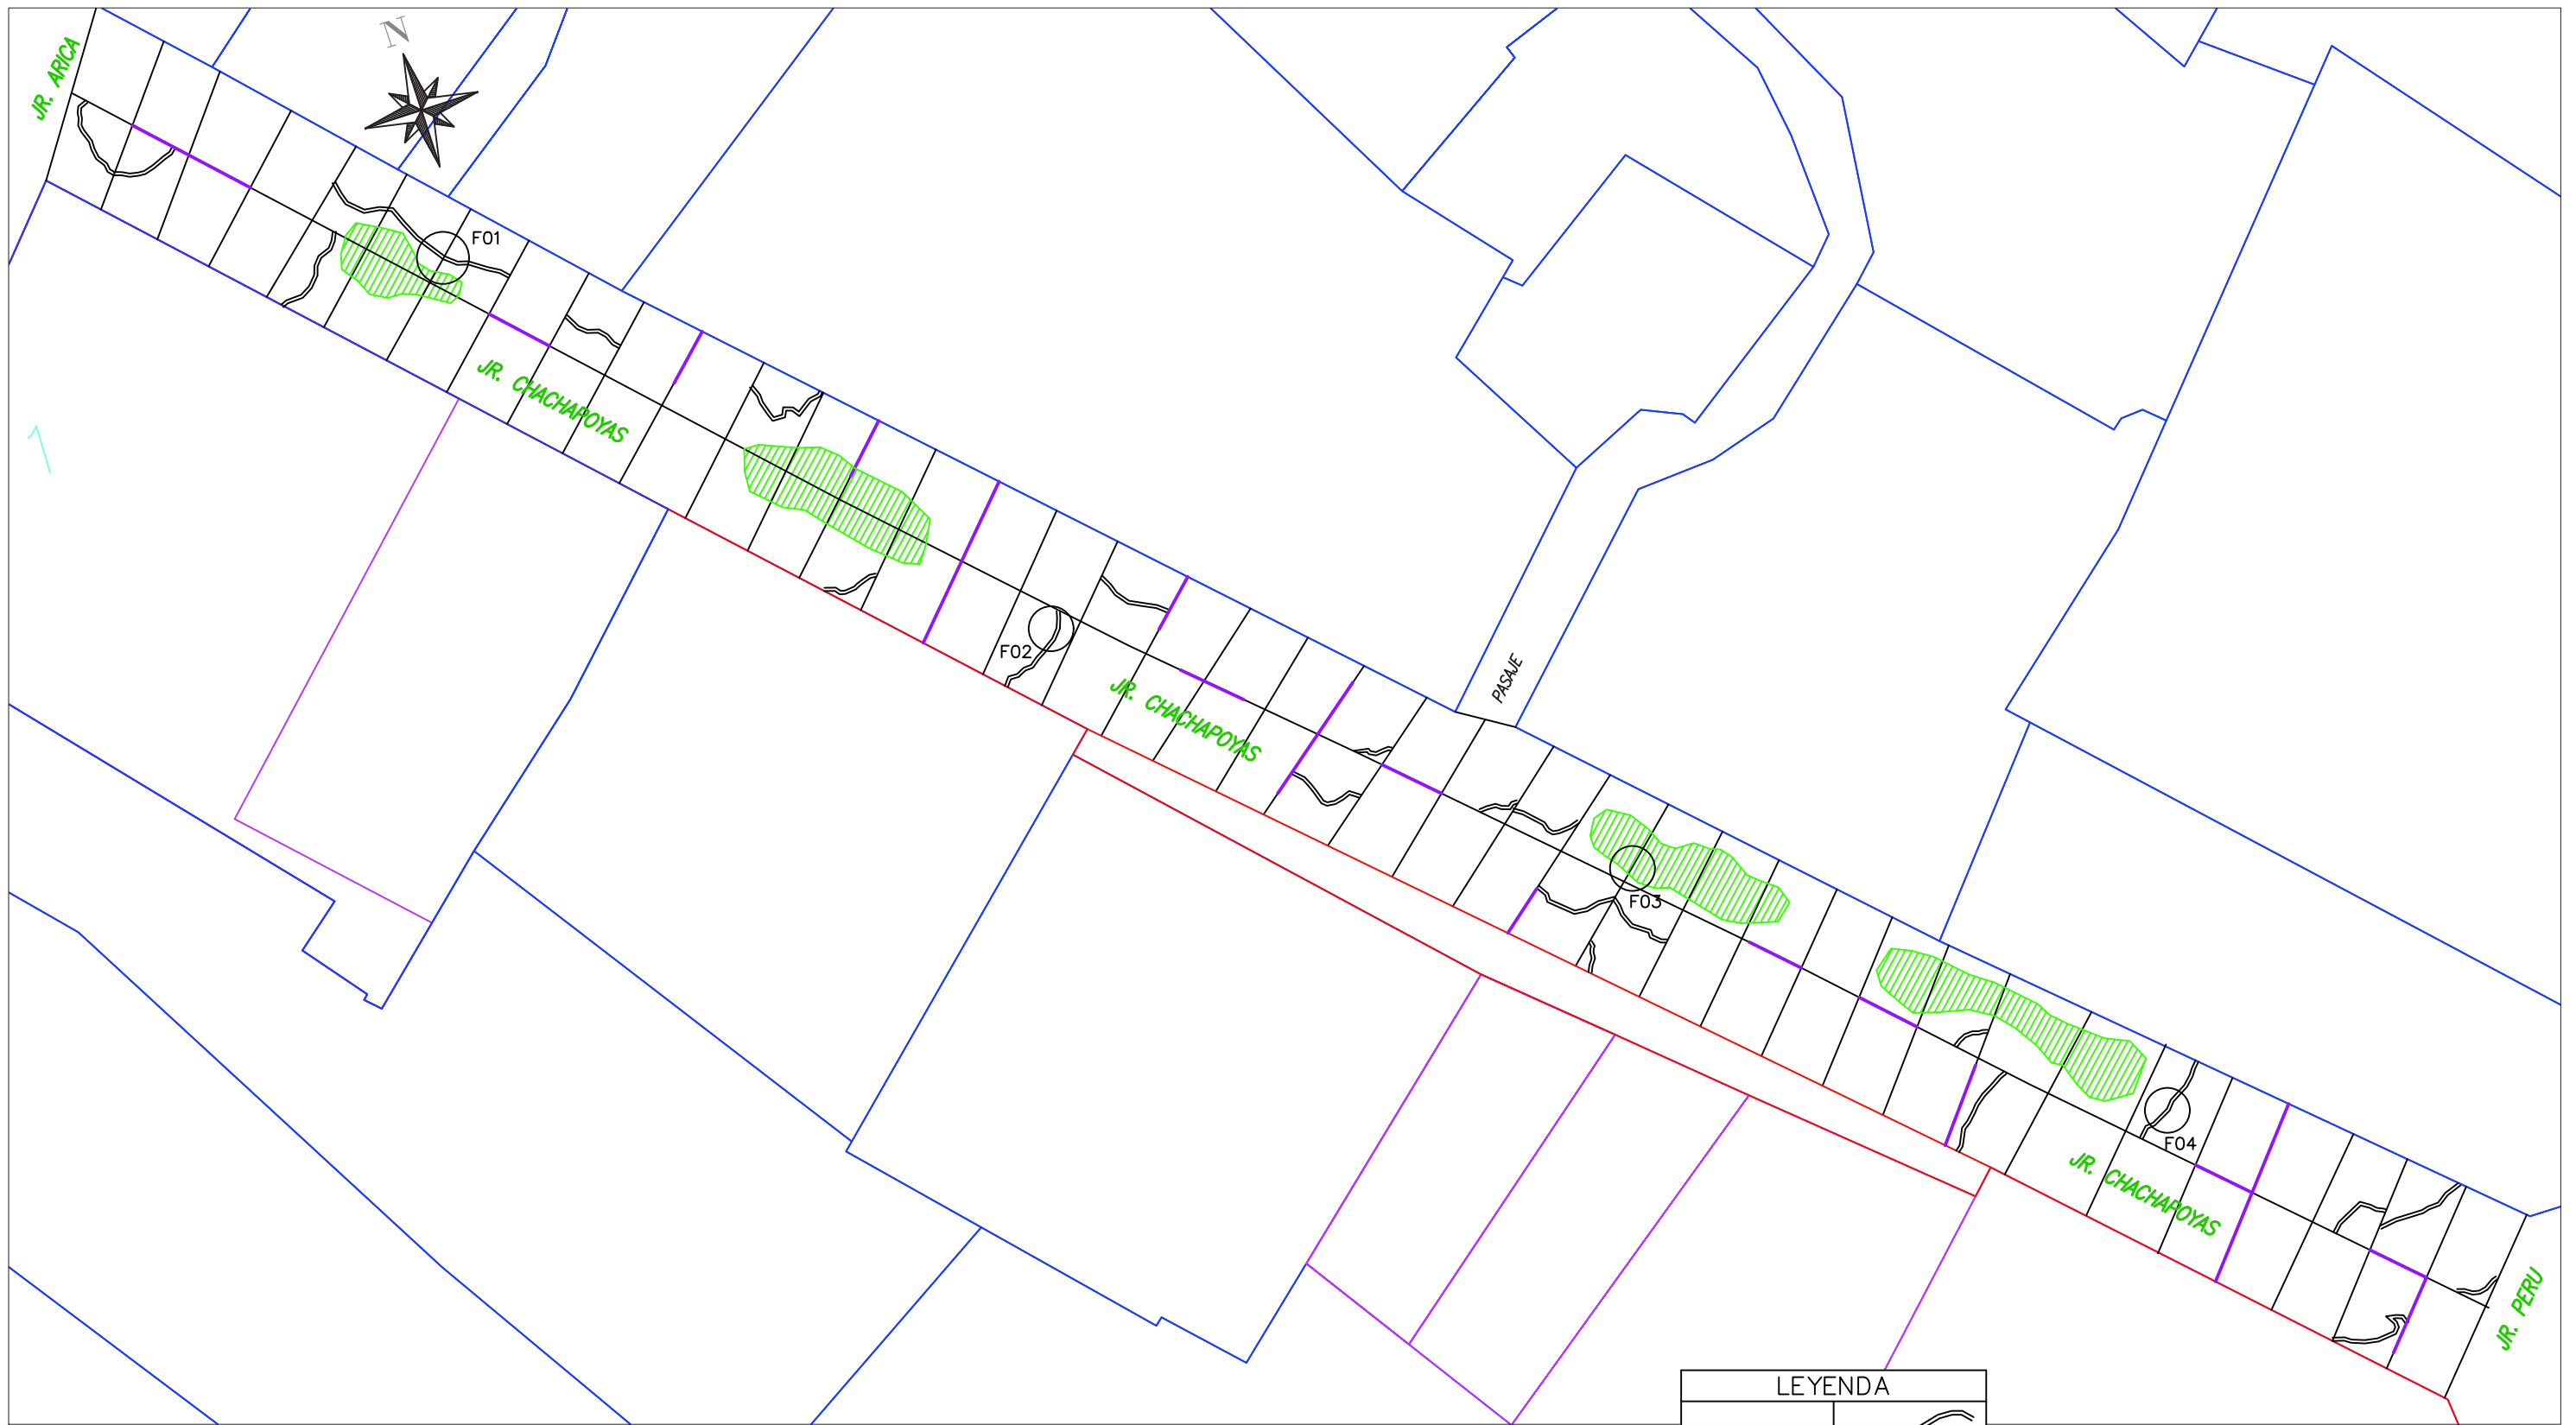 N
JR. ARICA
F01
JR. CHACHAPOYAS
F02
JR. CHACHAPOYAS
PASAJE
F03
F04
JR. CHACHAPOYAS
JR. PERU
LEYENDA